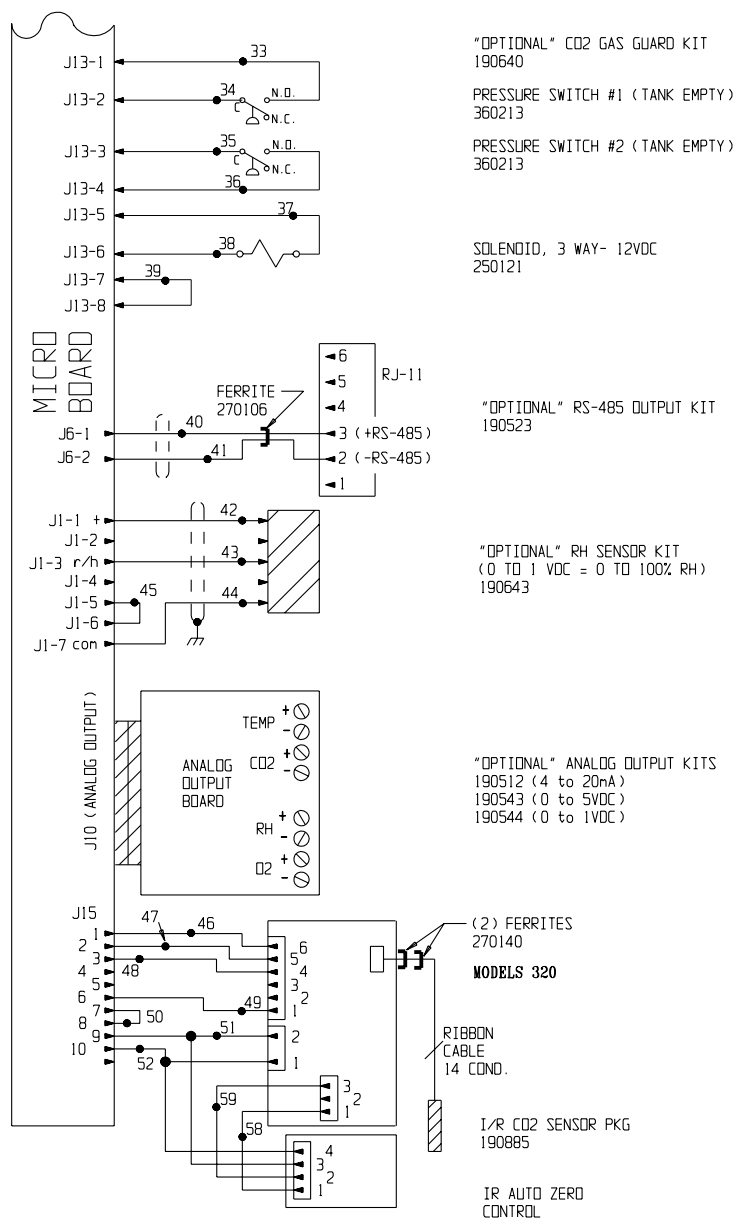 33
J13-1
"OPTIONAL" CO2 GAS GUARD KIT
190640
J13-2
34
C
N.O.
N.C.
PRESSURE SWITCH #1 (TANK EMPTY)
360213
J13-3
35
C
N.O.
N.C.
PRESSURE SWITCH #2 (TANK EMPTY)
360213
J13-4
36
J13-5
37
J13-6
38
SOLENOID, 3 WAY- 12VDC
250121
J13-7
39
J13-8
MICRO
BOARD
6
5
4
3 (+RS-485)
2 (-RS-485)
1
RJ-11
FERRITE
270106
"OPTIONAL" RS-485 OUTPUT KIT
190523
J6-1
40
J6-2
41
J1-1 +
42
J1-2
J1-3 r/h
43
J1-4
J1-5
45
44
J1-6
J1-7 com
"OPTIONAL" RH SENSOR KIT
(0 TO 1 VDC = 0 TO 100% RH)
190643
J10 (ANALOG OUTPUT)
ANALOG
OUTPUT
BOARD
TEMP
+
-
CO2
+
-
RH
+
-
O2
+
-
"OPTIONAL" ANALOG OUTPUT KITS
190512 (4 to 20mA)
190543 (0 to 5VDC)
190544 (0 to 1VDC)
J15
1
2
3
4
5
6
7
8
9
10
47
46
48
49
50
51
52
6
5
4
3
2
1
2
1
3
2
1
59
58
4
3
2
1
(2) FERRITES
270140
MODELS 320
RIBBON
CABLE
14 COND.
I/R CO2 SENSOR PKG
190885
IR AUTO ZERO
CONTROL